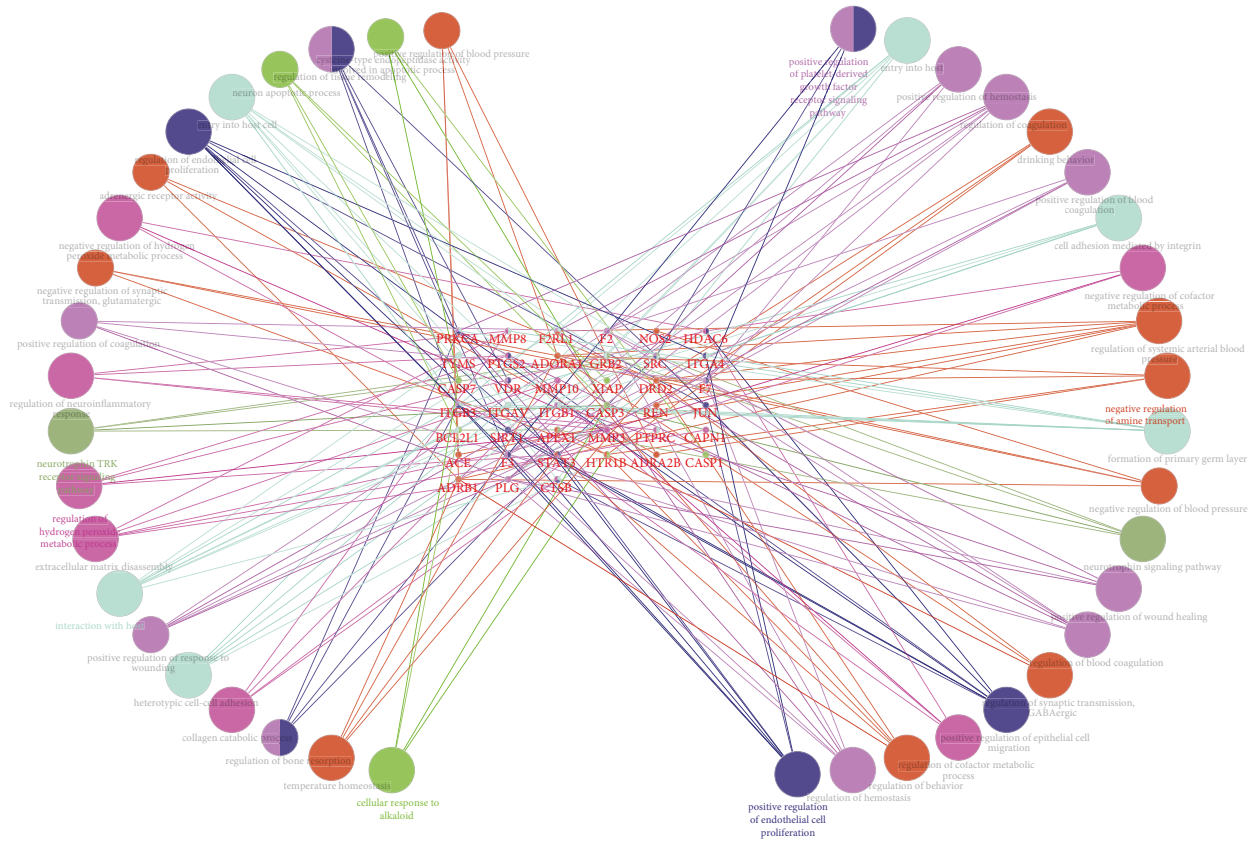 positive regulation of blood pressure
cysteine-type endopeptidase activity
involved in apoptotic process
regulation of tissue remodeling
neuron apoptotic process
entry into host cell
regulation of endothelial cell
proliferation
adrenergic receptor activity
negative regulation of hydrogen
peroxide metabolic process
negative regulation of synaptic
transmission, glutamatergic
positive regulation of coagulation
regulation of neuroinflammatory
response
neurotrophin TRK
regulation of
hydrogen peroxide
metabolic process
extracellular matrix disassembly
interaction with host
positive regulation of response to
wounding
heterotypic cell-cell adhesion
collagen catabolic process
regulation of bone resorption
temperature homeostasis
cellular response to
alkaloid
positive regulation
of platelet-derived
growth factor
receptor signaling
pathway
entry into host
positive regulation of hemostasis
regulation of coagulation
drinking behavior
positive regulation of blood
coagulation
cell adhesion mediated by integrin
negative regulation of cofactor
metabolic process
regulation of systemic arterial blood
pressure
negative regulation
of amine transport
formation of primary germ layer
negative regulation of blood pressure
neurotrophin signaling pathway
positive regulation of wound healing
regulation of blood coagulation
regulation of synaptic transmission,
GABAergic
positive regulation of epithelial cell
migration
regulation of cofactor metabolic
process
regulation of behavior
regulation of hemostasis
positive regulation
of endothelial cell
proliferation
PRKCA MMP8 F2RL1 F2 NOS2 HDAC6
TYMS PTGS2 ADORA1 GRB2 SRC ITGA4
CASP7 VDR MMP10 XIAP DRD2 F7
ITGB3 ITGAV ITGB1 CASP3 REN JUN
BCL2L1 SIRT1 APEX1 MMP3 PTPRC CAPN1
ACE F3 STAT3 HTR1B ADRA2B CASP1
ADRB1 PLG CTSB